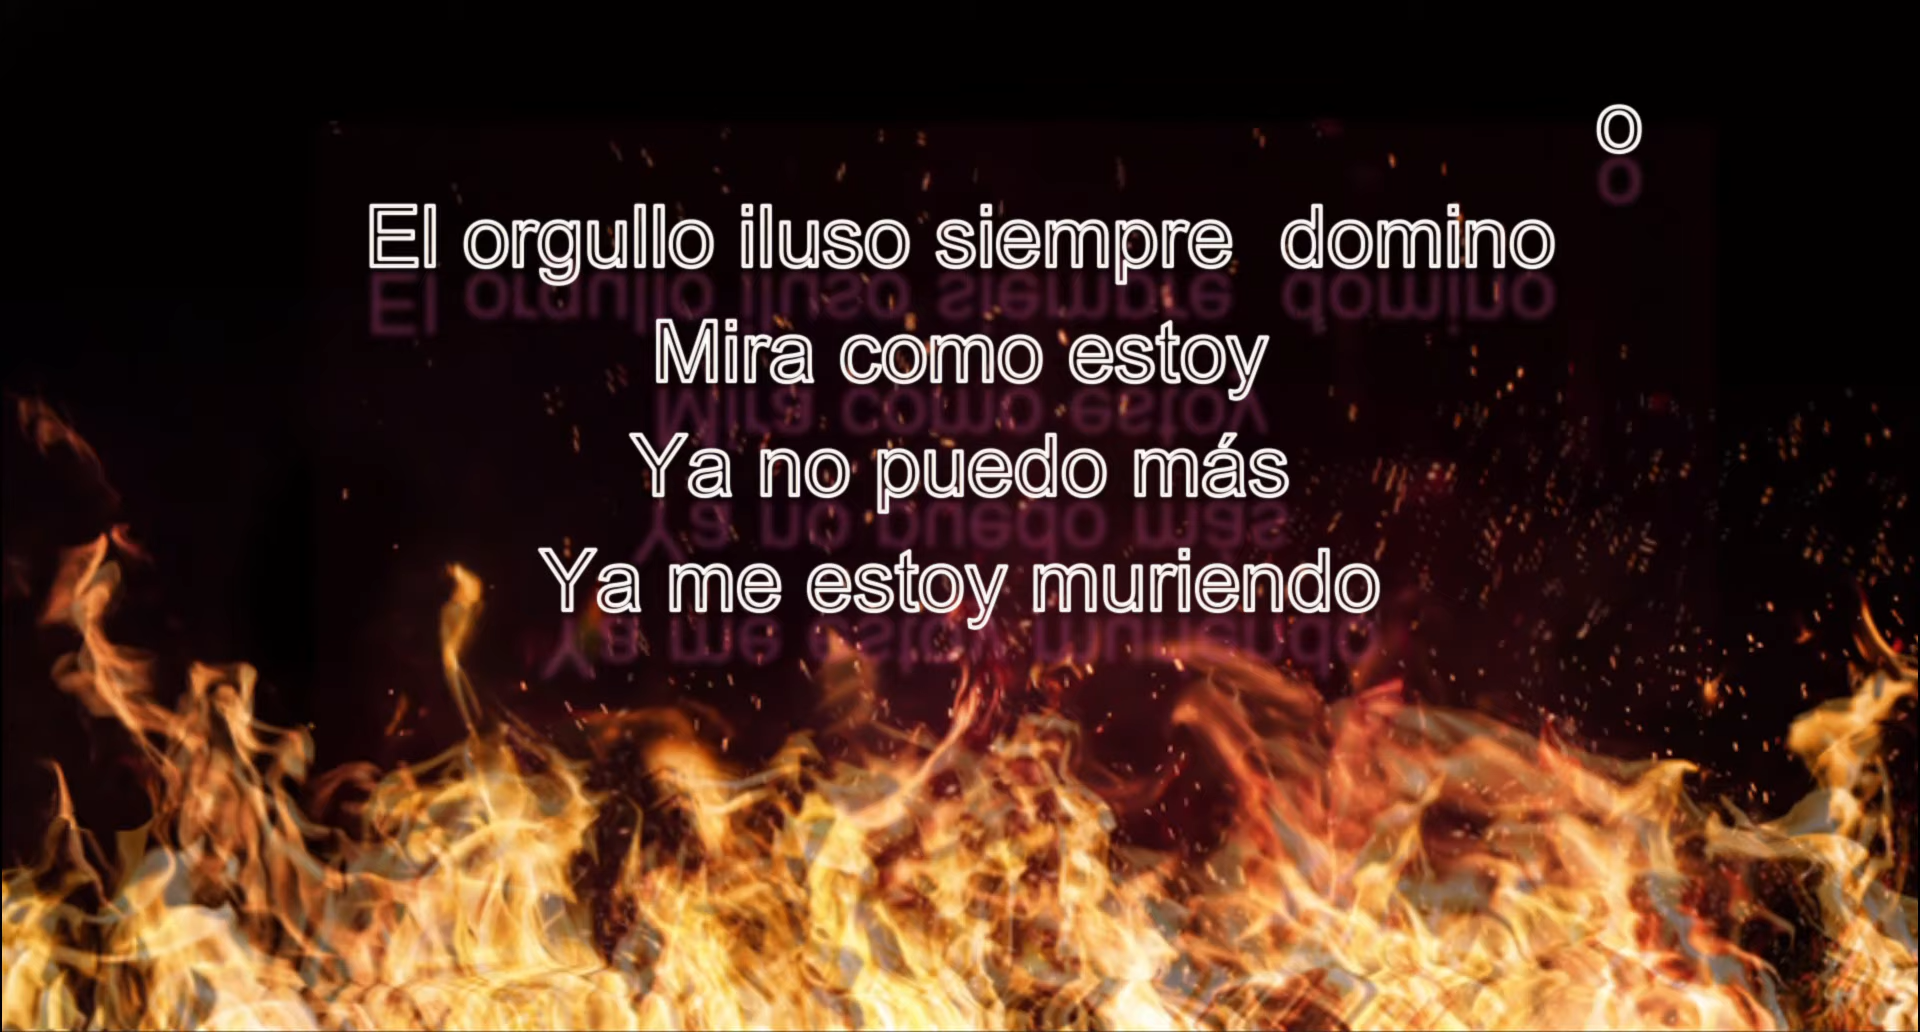 o
El orgullo iluso siempre  domino
Mira como estoy
Ya no puedo más
Ya me estoy muriendo